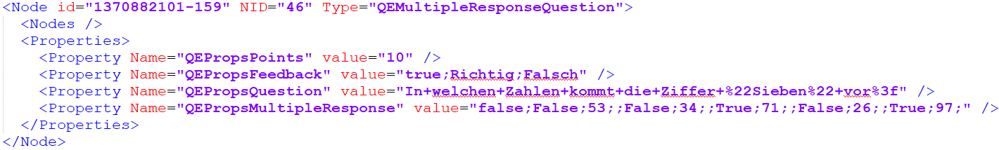 <Node id="1370882101-159" NID="46" Type="QEMultipleResponseQuestion">
<Nodes />
<Properties>
<Property Name="QEPropsPoints" value="10" />
<Property Name="QEPropsFeedback" value="true;Richtig;Falsch" />
<Property Name="QEPropsQuestion" value="In+welchen+Zahlen+kommt+die+Ziffer+%22Sieben%22+vor%3f" />
<Property Name="QEPropsMultipleResponse" value="false;False;53;;False;34;;True;71;;False;26;;True;97;" />
</Properties>
</Node>